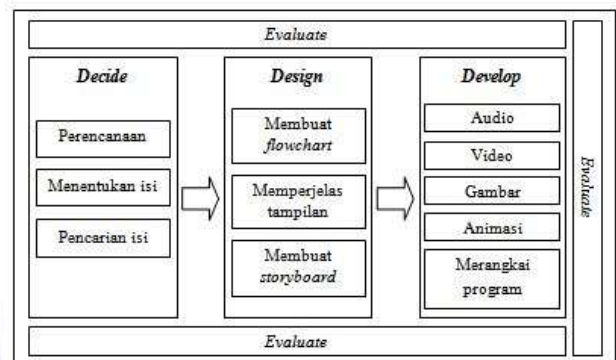 Evaluate
Decide
Perencanaan
Menentukan isi
Pencarian isi
Design
Membuat
flowchart
Memperjelas
tampilan
Membuat
storyboard
Develop
Audio
Video
Gambar
Animasi
Merangkai
program
Evaluate
Evaluate